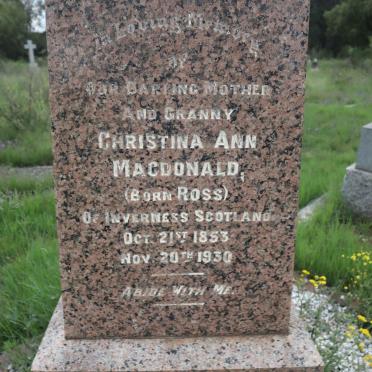 In Loving Memory
OF
OUR DARLING MOTHER
AND GRANNY
CHRISTINA ANN
MACDONALD,
(BORN ROSS)
OF INVERNESS SCOTLAND.
OCT. 21ST 1853
NOV. 20TH 1930
ABIDE WITH ME.